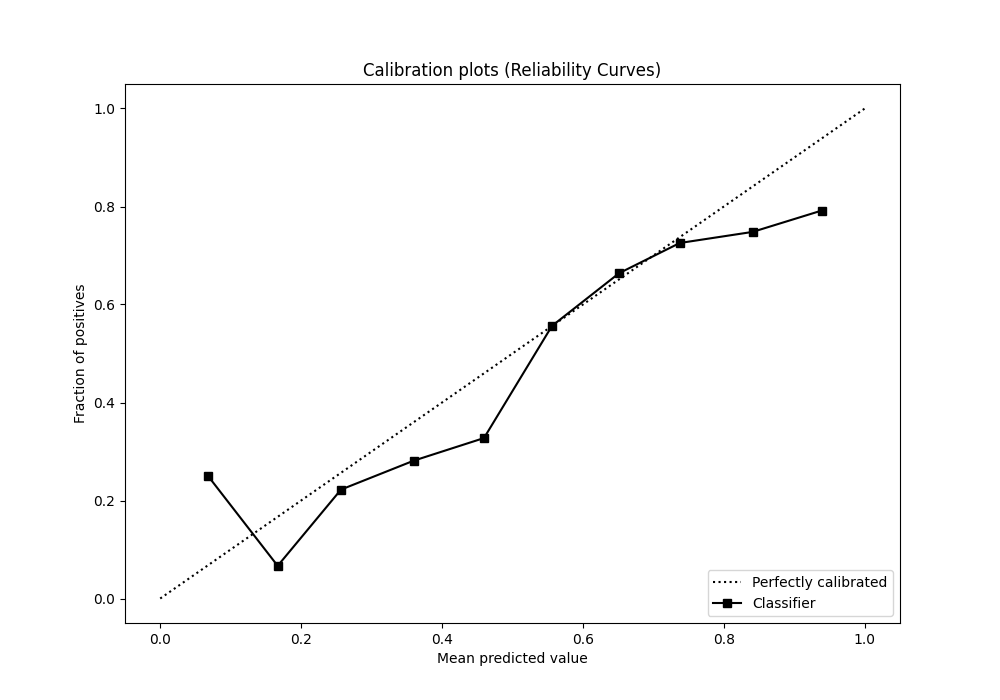 Calibration plots (Reliability Curves)
1.0
0.8
0.6
0.4
0.2
0.0
Fraction of positives
0.0 0.2 0.4 0.6 0.8 1.0
Mean predicted value
Perfectly calibrated
Classifier